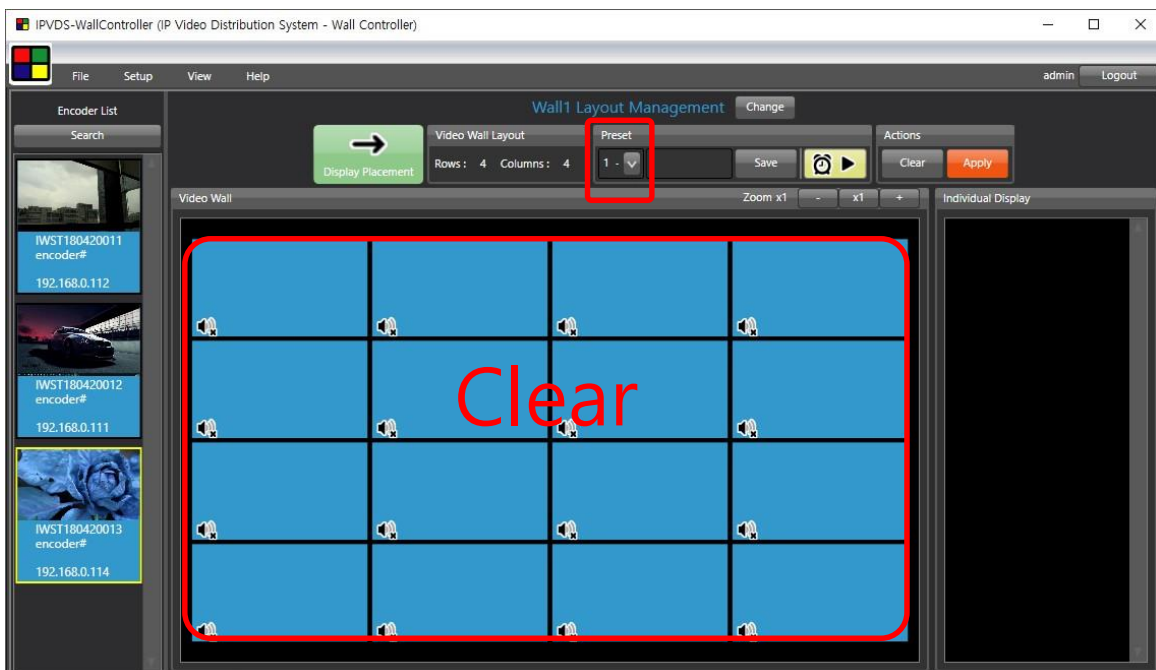 IPVDS-WallController (IP Video Distribution System - Wall Controller)
File Setup View Help
admin Logout
Encoder List
Search
Wall1 Layout Management Change
Display Placement
Video Wall Layout
Rows : 4 Columns : 4
Preset
1 -
Save
Actions
Clear Apply
Video Wall
Zoom x1 - x1 +
Individual Display
IWST180420011
encoder#
192.168.0.112
IWST180420012
encoder#
192.168.0.111
IWST180420013
encoder#
192.168.0.114
Clear